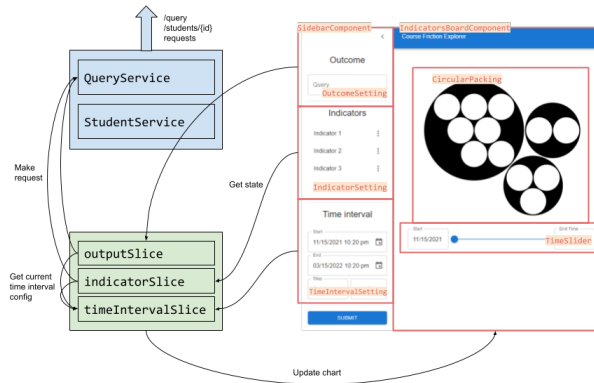 /query
/students/{id}
requests
QueryService
StudentService
Make
request
Get state
outputSlice
indicatorSlice
timeIntervalSlice
Get current
time interval
config
Update chart
SidebarComponent
Outcome
Query
OutcomeSetting
Indicators
Indicator 1
Indicator 2
Indicator 3
IndicatorSetting
Time interval
Start
11/15/2021 10:20 pm
End
03/15/2022 10:20 pm
Step
TimeIntervalSetting
SUBMIT
IndicatorsBoardComponent
Course Friction Explorer
CircularPacking
Start
11/15/2021
End Time
TimeSlider